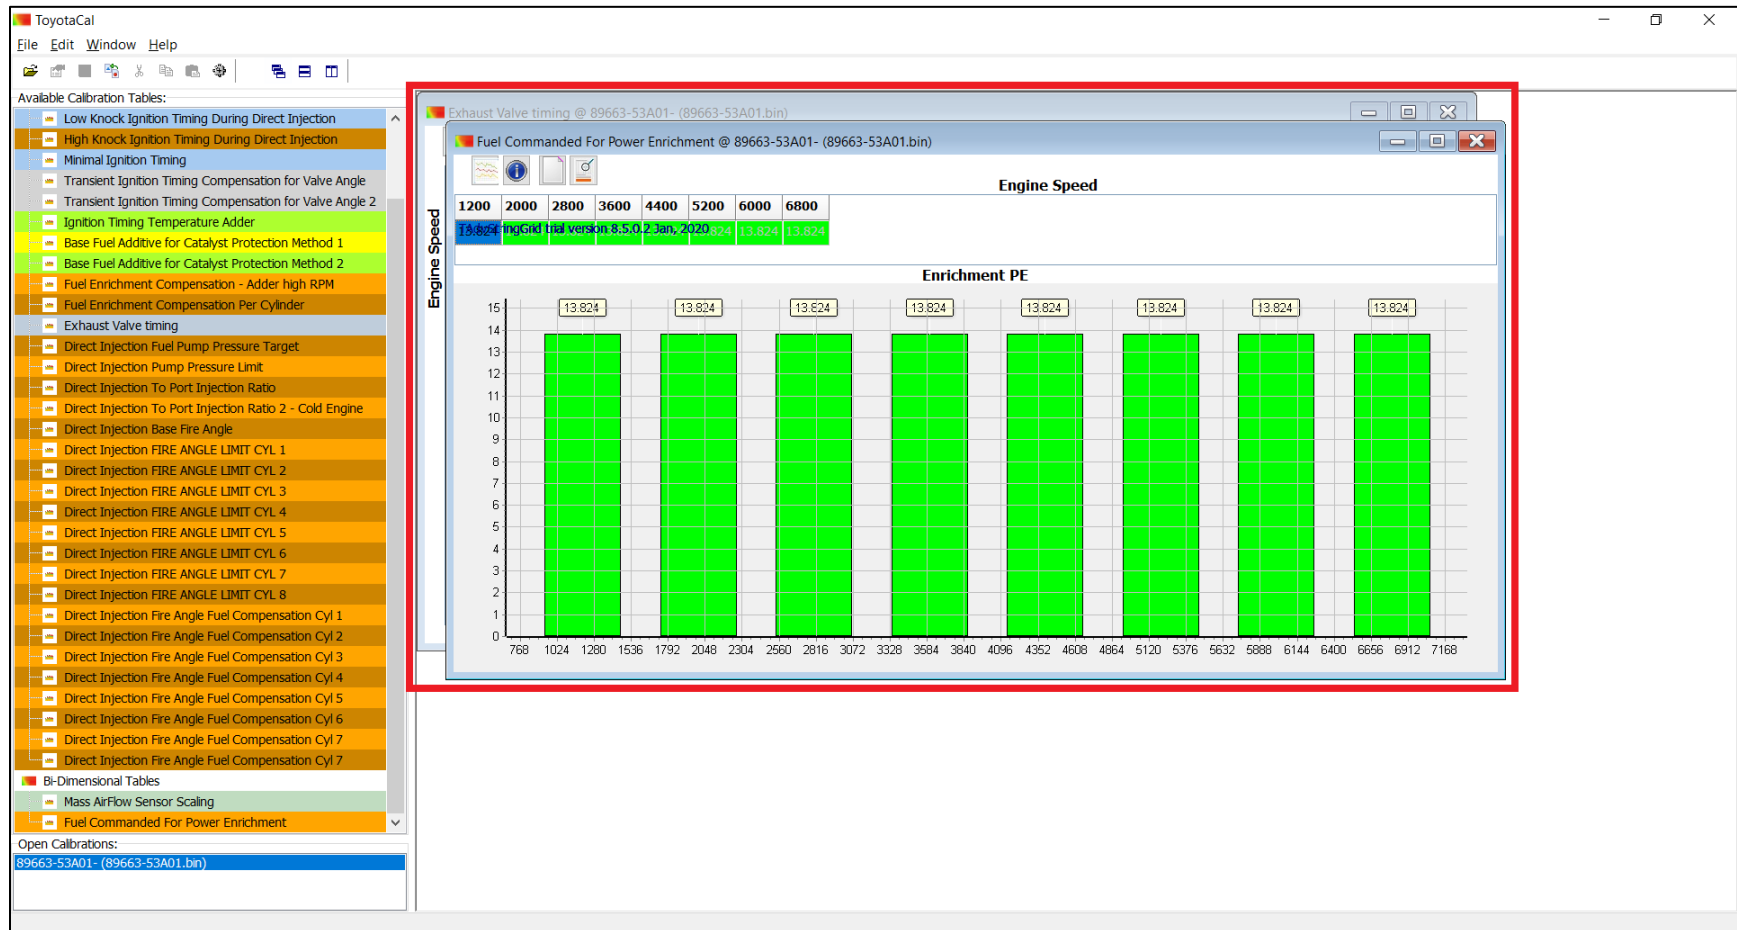 ToyotaCal
File Edit Window Help
Available Calibration Tables:
Low Knock Ignition Timing During Direct Injection
High Knock Ignition Timing During Direct Injection
Minimal Ignition Timing
Transient Ignition Timing Compensation for Valve Angle
Transient Ignition Timing Compensation for Valve Angle 2
Ignition Timing Temperature Adder
Base Fuel Additive for Catalyst Protection Method 1
Base Fuel Additive for Catalyst Protection Method 2
Fuel Enrichment Compensation - Adder high RPM
Fuel Enrichment Compensation Per Cylinder
Exhaust Valve timing
Direct Injection Fuel Pump Pressure Target
Direct Injection Pump Pressure Limit
Direct Injection To Port Injection Ratio
Direct Injection To Port Injection Ratio 2 - Cold Engine
Direct Injection Base Fire Angle
Direct Injection FIRE ANGLE LIMIT CYL 1
Direct Injection FIRE ANGLE LIMIT CYL 2
Direct Injection FIRE ANGLE LIMIT CYL 3
Direct Injection FIRE ANGLE LIMIT CYL 4
Direct Injection FIRE ANGLE LIMIT CYL 5
Direct Injection FIRE ANGLE LIMIT CYL 6
Direct Injection FIRE ANGLE LIMIT CYL 7
Direct Injection FIRE ANGLE LIMIT CYL 8
Direct Injection Fire Angle Fuel Compensation Cyl 1
Direct Injection Fire Angle Fuel Compensation Cyl 2
Direct Injection Fire Angle Fuel Compensation Cyl 3
Direct Injection Fire Angle Fuel Compensation Cyl 4
Direct Injection Fire Angle Fuel Compensation Cyl 5
Direct Injection Fire Angle Fuel Compensation Cyl 6
Direct Injection Fire Angle Fuel Compensation Cyl 7
Direct Injection Fire Angle Fuel Compensation Cyl 7
Bi-Dimensional Tables
Mass AirFlow Sensor Scaling
Fuel Commanded For Power Enrichment
Open Calibrations:
89663-53A01- (89663-53A01.bin)
Exhaust Valve timing @ 89663-53A01- (89663-53A01.bin)
Fuel Commanded For Power Enrichment @ 89663-53A01- (89663-53A01.bin)
Engine Speed
Engine Speed
1200 2000 2800 3600 4400 5200 6000 6800
trial version 8.5.0.2 Jan, 2020 13.824 13.824
Enrichment PE
13.824 13.824 13.824 13.824 13.824 13.824 13.824 13.824
15
14
13
12
11
10
9
8
7
6
5
4
3
2
1
0
768 1024 1280 1536 1792 2048 2304 2560 2816 3072 3328 3584 3840 4096 4352 4608 4864 5120 5376 5632 5888 6144 6400 6656 6912 7168